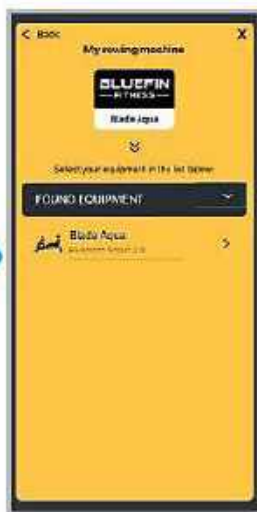 < Back X
My rowing machine
BLUEFIN
FITNESS
Blade Aqua
Select your equipment in the list below
FOUND EQUIPMENT
Blade Aqua